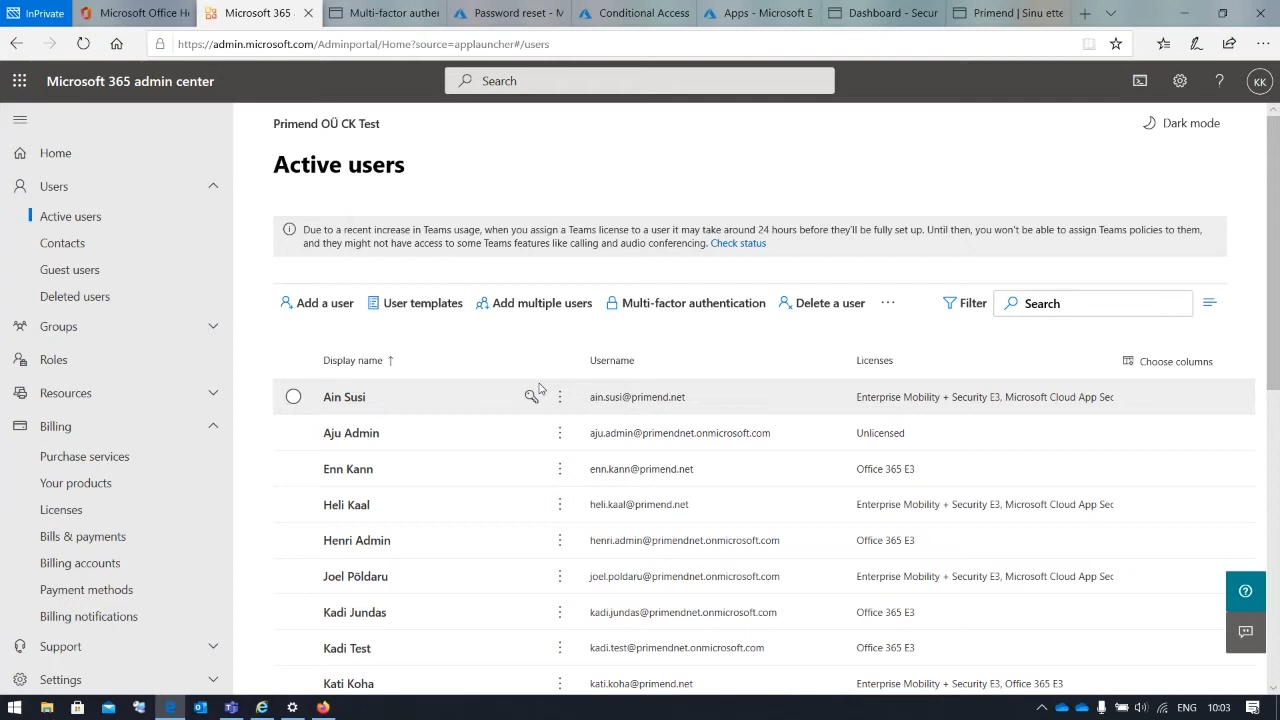 InPrivate
Microsoft Office Ho
Microsoft 365
Multi-factor authen
Password reset - M
Conditional Access
Apps - Microsoft E
Dashboard - Secur
Primend | Sinu ette
https://admin.microsoft.com/Adminportal/Home?source=applauncher#/users
Microsoft 365 admin center
Search
KK
Home
Users
Active users
Contacts
Guest users
Deleted users
Groups
Roles
Resources
Billing
Purchase services
Your products
Licenses
Bills & payments
Billing accounts
Payment methods
Billing notifications
Support
Settings
Primend OÜ CK Test
Dark mode
Active users
Due to a recent increase in Teams usage, when you assign a Teams license to a user it may take around 24 hours before they'll be fully set up. Until then, you won't be able to assign Teams policies to them,
and they might not have access to some Teams features like calling and audio conferencing. Check status
Add a user User templates Add multiple users Multi-factor authentication Delete a user ··· Filter Search
Display name ↑ Username Licenses Choose columns
Ain Susi ain.susi@primend.net Enterprise Mobility + Security E3, Microsoft Cloud App Sec
Aju Admin aju.admin@primendnet.onmicrosoft.com Unlicensed
Enn Kann enn.kann@primend.net Office 365 E3
Heli Kaal heli.kaal@primend.net Enterprise Mobility + Security E3, Microsoft Cloud App Sec
Henri Admin henri.admin@primendnet.onmicrosoft.com Office 365 E3
Joel Põldaru joel.poldaru@primendnet.onmicrosoft.com Enterprise Mobility + Security E3, Microsoft Cloud App Sec
Kadi Jundas kadi.jundas@primendnet.onmicrosoft.com Office 365 E3
Kadi Test kadi.test@primendnet.onmicrosoft.com Office 365 E3
Kati Koha kati.koha@primend.net Enterprise Mobility + Security E3, Office 365 E3
ENG 10:03